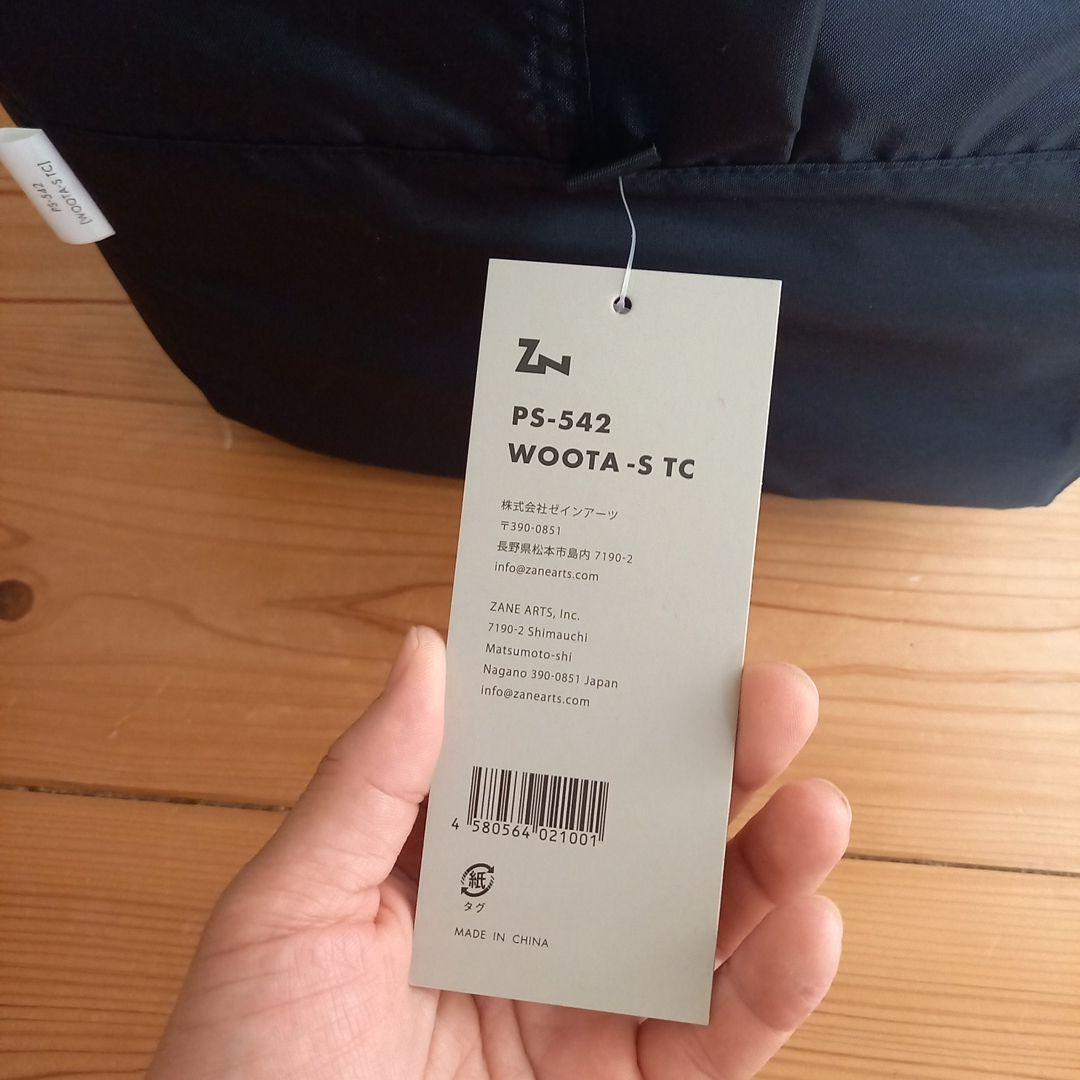 PS-542
(WOOTA-S TC)
ZN
PS-542
WOOTA -S TC
株式会社ゼインアーツ
〒390-0851
長野県松本市島内 7190-2
info@zanearts.com
ZANE ARTS, Inc.
7190-2 Shimauchi
Matsumoto-shi
Nagano 390-0851 Japan
info@zanearts.com
4 580564 021001
紙
タグ
MADE IN CHINA